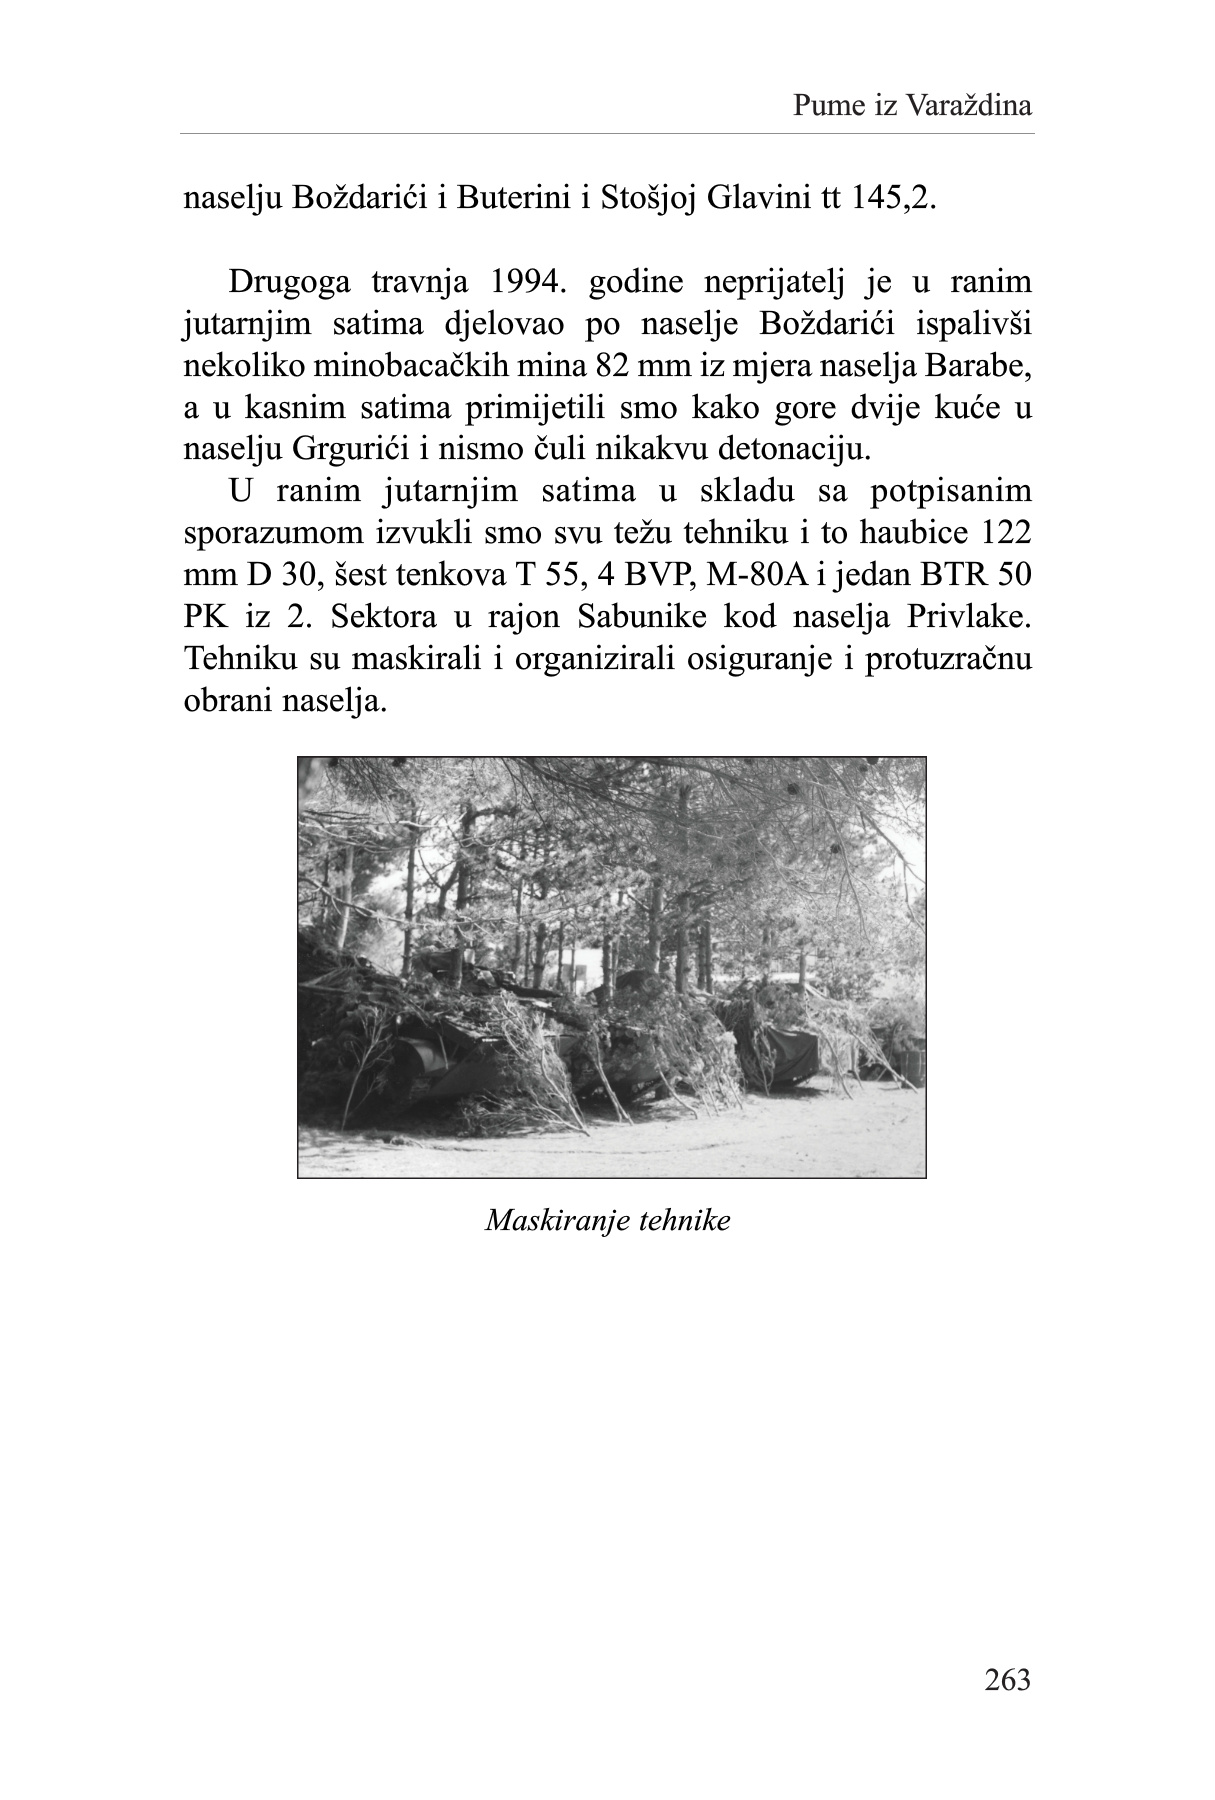 Pume iz Varaždina
naselju Boždarići i Buterini i Stošjoj Glavini tt 145,2.
Drugoga travnja 1994. godine neprijatelj je u ranim
jutarnjim satima djelovao po naselje Boždarići ispalivši
nekoliko minobacačkih mina 82 mm iz mjera naselja Barabe,
a u kasnim satima primijetili smo kako gore dvije kuće u
naselju Grgurići i nismo čuli nikakvu detonaciju.
U ranim jutarnjim satima u skladu sa potpisanim
sporazumom izvukli smo svu težu tehniku i to haubice 122
mm D 30, šest tenkova T 55, 4 BVP, M-80A i jedan BTR 50
PK iz 2. Sektora u rajon Sabunike kod naselja Privlake.
Tehniku su maskirali i organizirali osiguranje i protuzračnu
obrani naselja.
Maskiranje tehnike
263